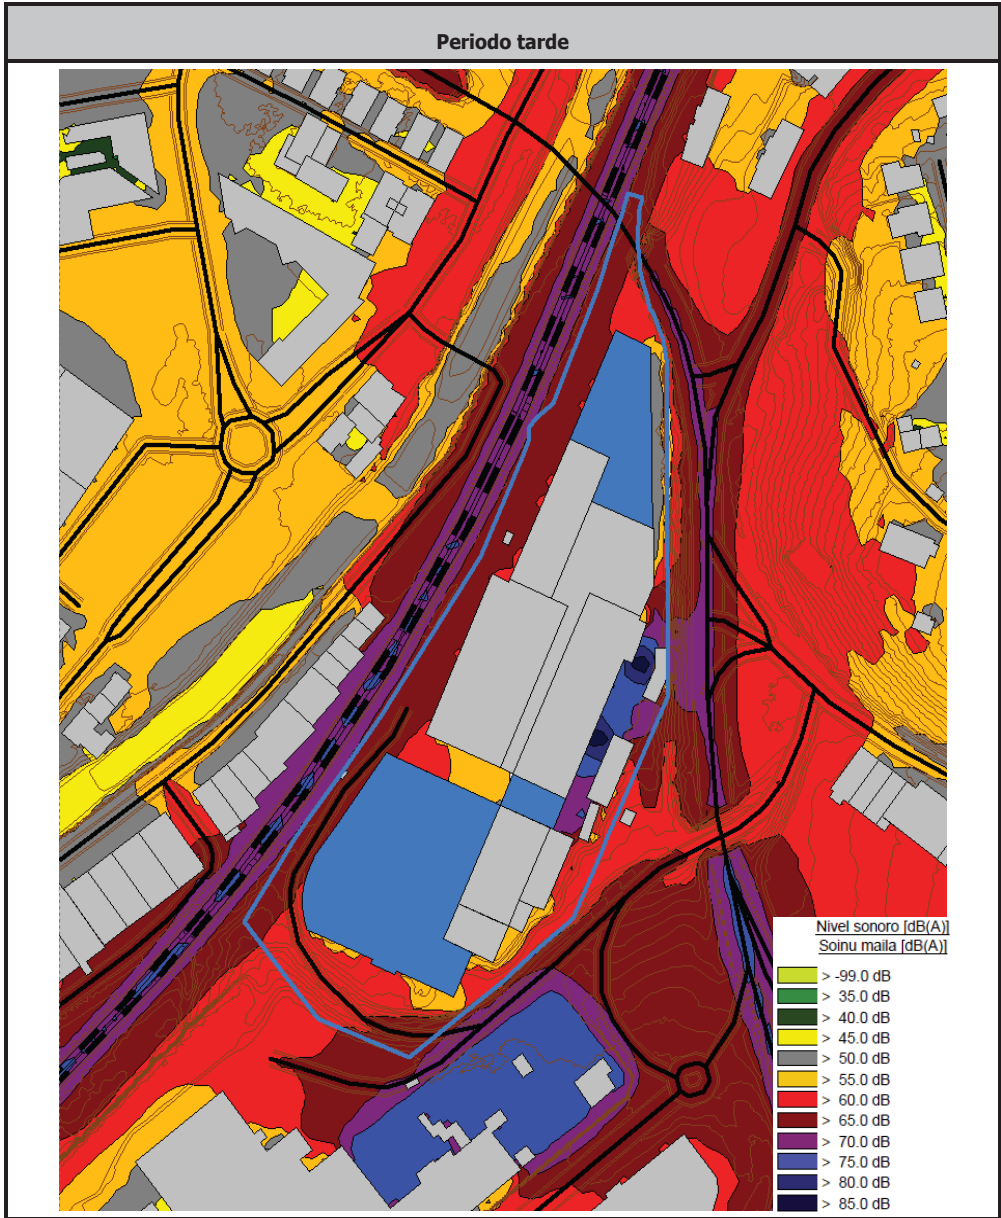 Periodo tarde
Nivel sonoro [dB(A)]
Soinu maila [dB(A)]
> -99.0 dB
> 35.0 dB
> 40.0 dB
> 45.0 dB
> 50.0 dB
> 55.0 dB
> 60.0 dB
> 65.0 dB
> 70.0 dB
> 75.0 dB
> 80.0 dB
> 85.0 dB